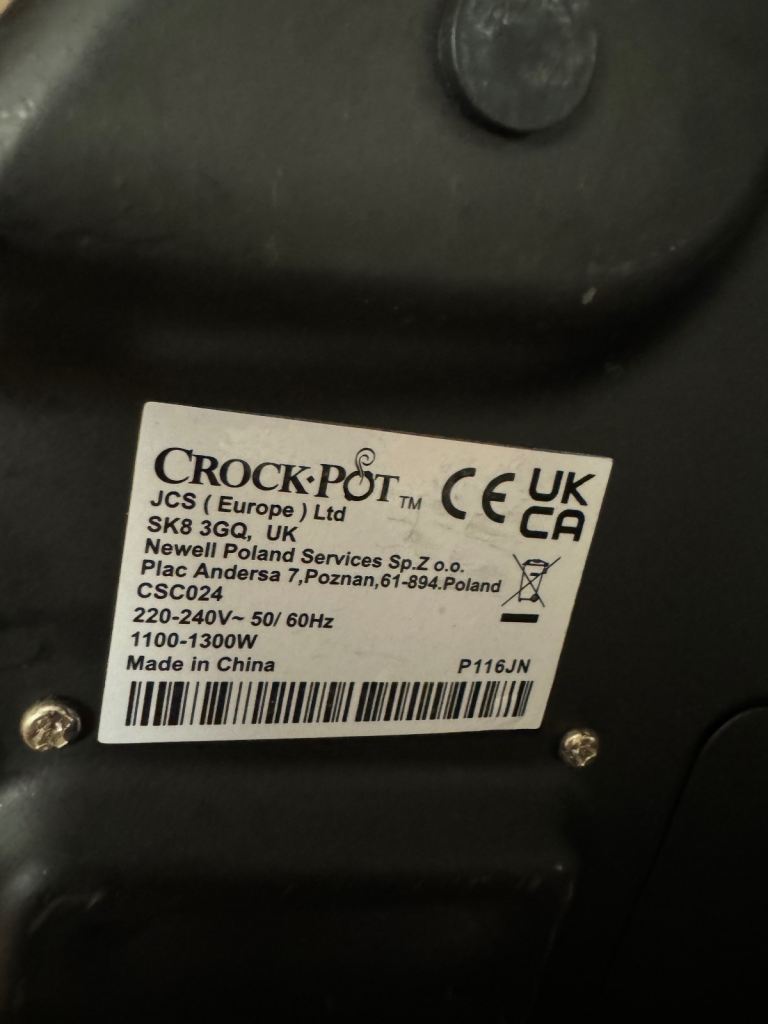 CROCK·POT™ CE UK
CA
JCS ( Europe ) Ltd
SK8 3GQ, UK
Newell Poland Services Sp.Z o.o.
Plac Andersa 7,Poznan,61-894.Poland
CSC024
220-240V~ 50/ 60Hz
1100-1300W
Made in China P116JN